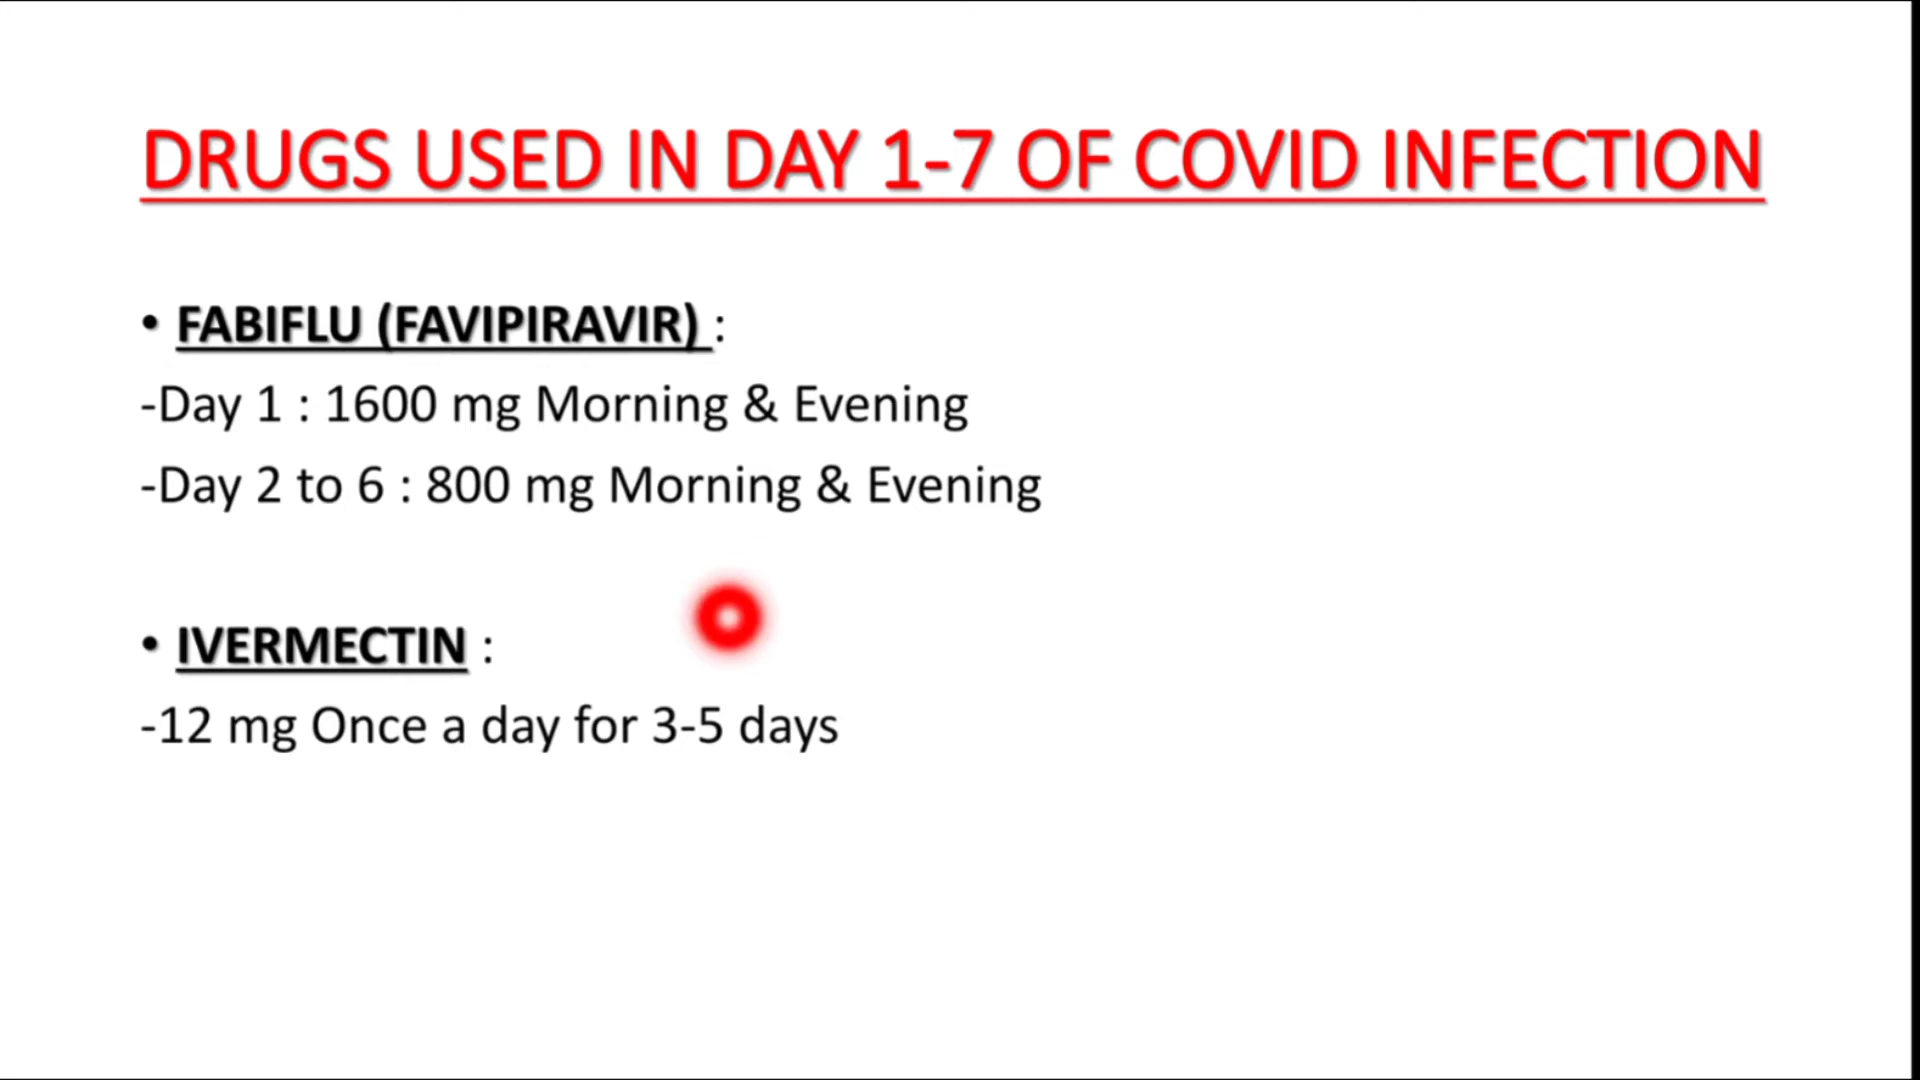 DRUGS USED IN DAY 1-7 OF COVID INFECTION
• FABIFLU (FAVIPIRAVIR) :
-Day 1 : 1600 mg Morning & Evening
-Day 2 to 6 : 800 mg Morning & Evening
• IVERMECTIN :
-12 mg Once a day for 3-5 days